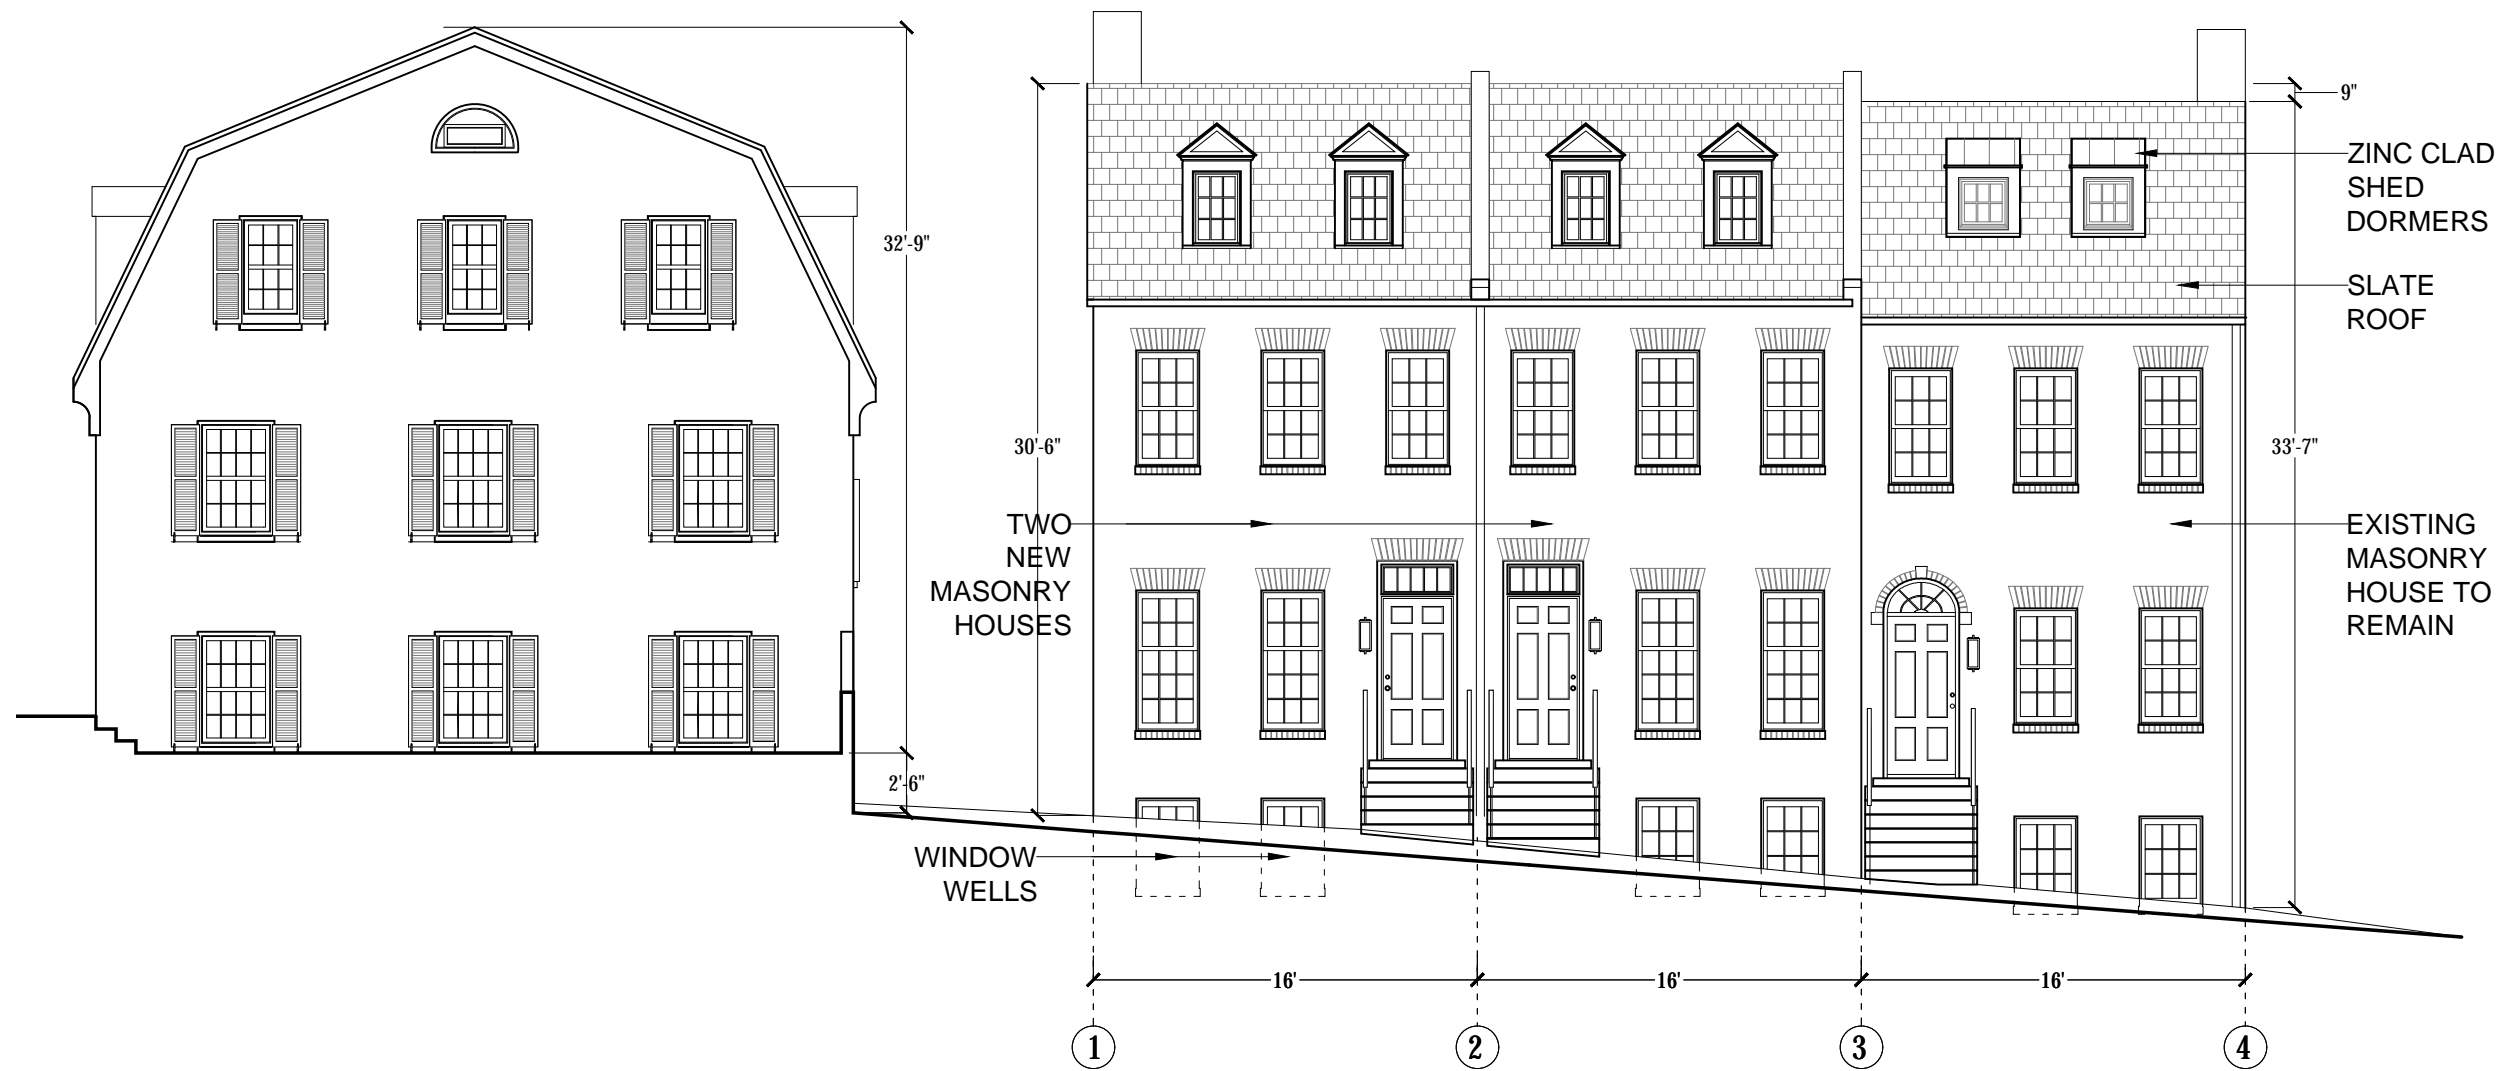 9"
ZINC CLAD
SHED
DORMERS
32'-9"
SLATE
ROOF
30'-6"
33'-7"
TWO
NEW
MASONRY
HOUSES
EXISTING
MASONRY
HOUSE TO
REMAIN
2'-6"
WINDOW
WELLS
16'
16'
16'
1
2
3
4